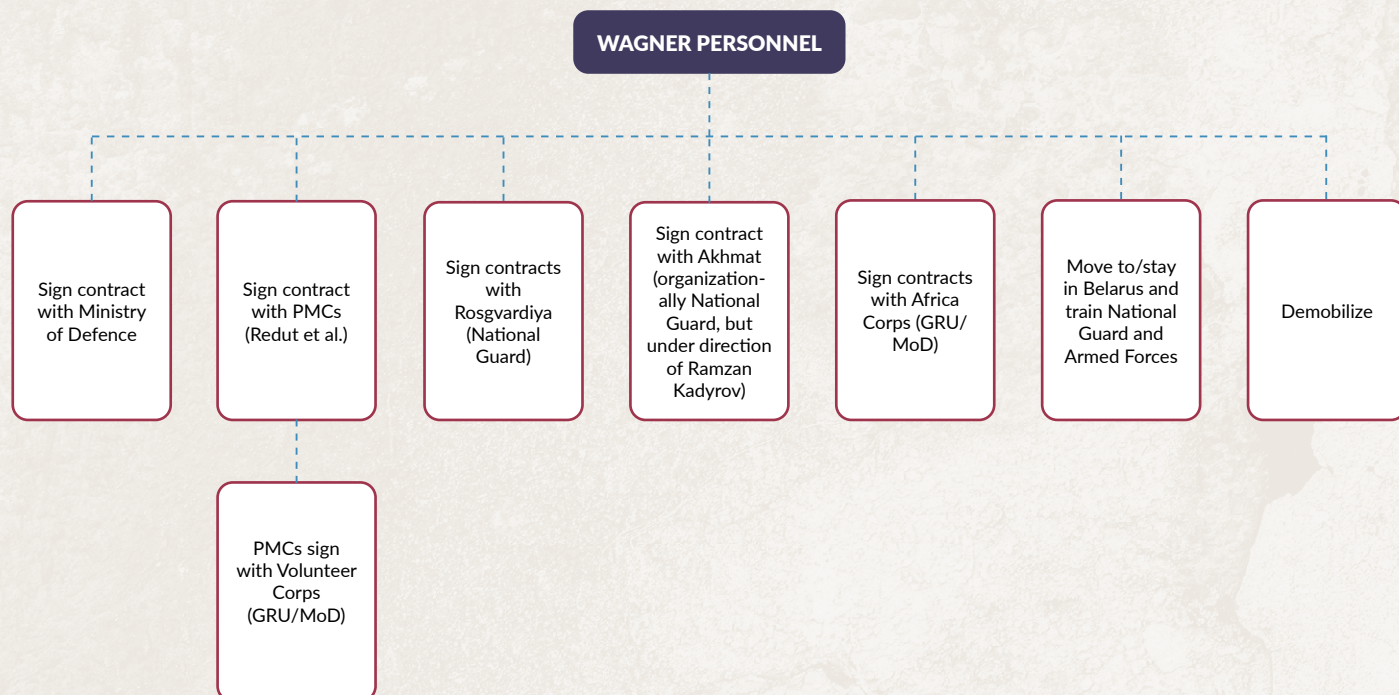 WAGNER PERSONNEL
Sign contract
with Ministry
of Defence
Sign contract
with PMCs
(Redut et al.)
Sign contracts
with
Rosgvardiya
(National
Guard)
Sign contract
with Akhmat
(organization-
ally National
Guard, but
under direction
of Ramzan
Kadyrov)
Sign contracts
with Africa
Corps (GRU/
MoD)
Move to/stay
in Belarus and
train National
Guard and
Armed Forces
Demobilize
PMCs sign
with Volunteer
Corps
(GRU/MoD)